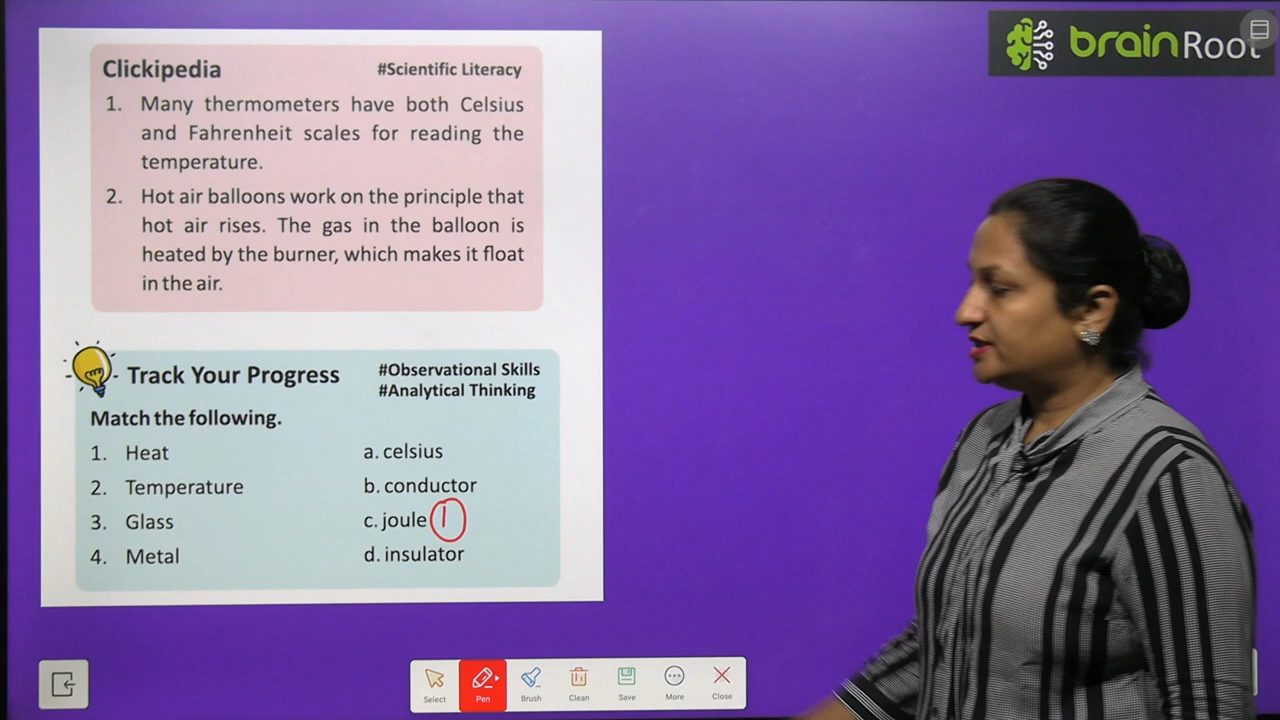 brainRoot
Clickipedia #Scientific Literacy
1. Many thermometers have both Celsius
and Fahrenheit scales for reading the
temperature.
2. Hot air balloons work on the principle that
hot air rises. The gas in the balloon is
heated by the burner, which makes it float
in the air.
Track Your Progress #Observational Skills
#Analytical Thinking
Match the following.
1. Heat a. celsius
2. Temperature b. conductor
3. Glass c. joule 1
4. Metal d. insulator
Select Pen Brush Clean Save More Close